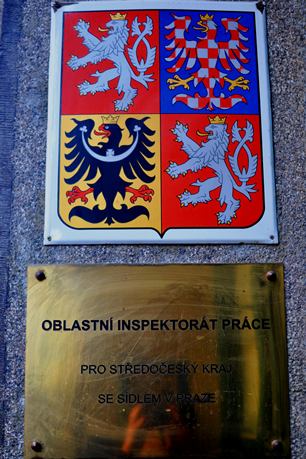 OBLASTNÍ INSPEKTORÁT PRÁCE
PRO STŘEDOČESKÝ KRAJ
SE SÍDLEM V PRAZE